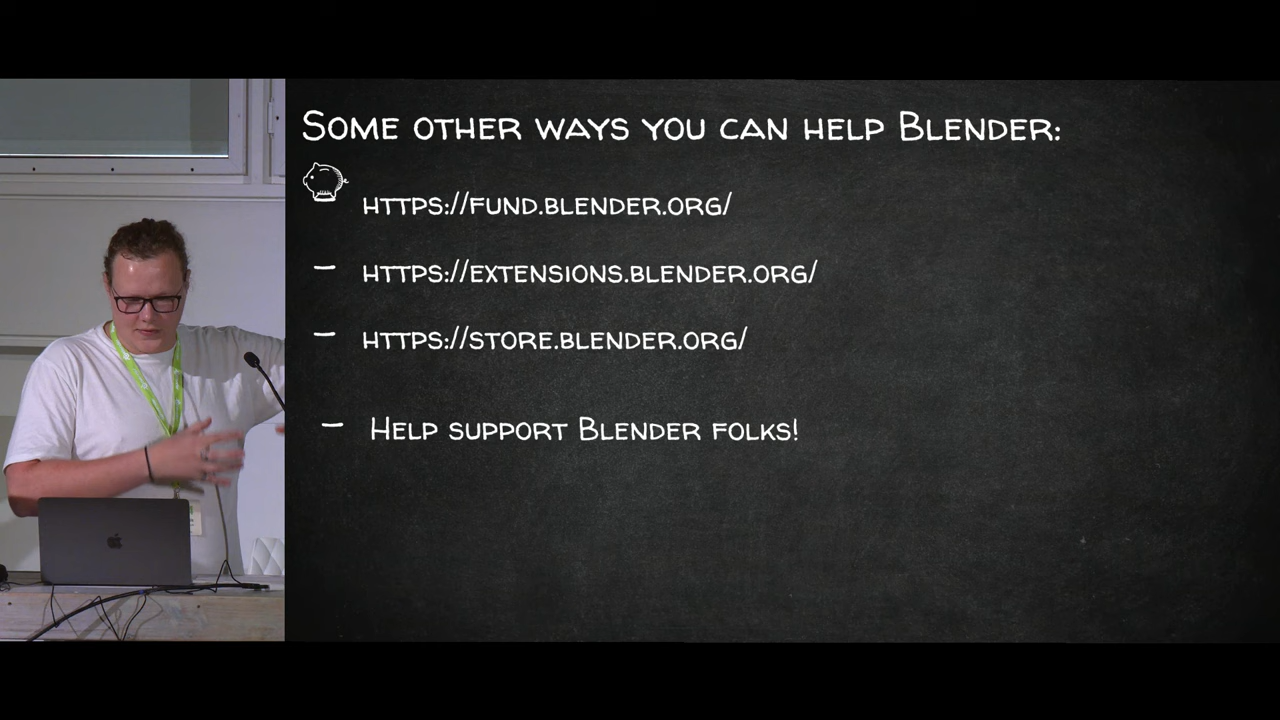 Some other ways you can help Blender:
https://fund.blender.org/
- https://extensions.blender.org/
- https://store.blender.org/
- Help support Blender folks!